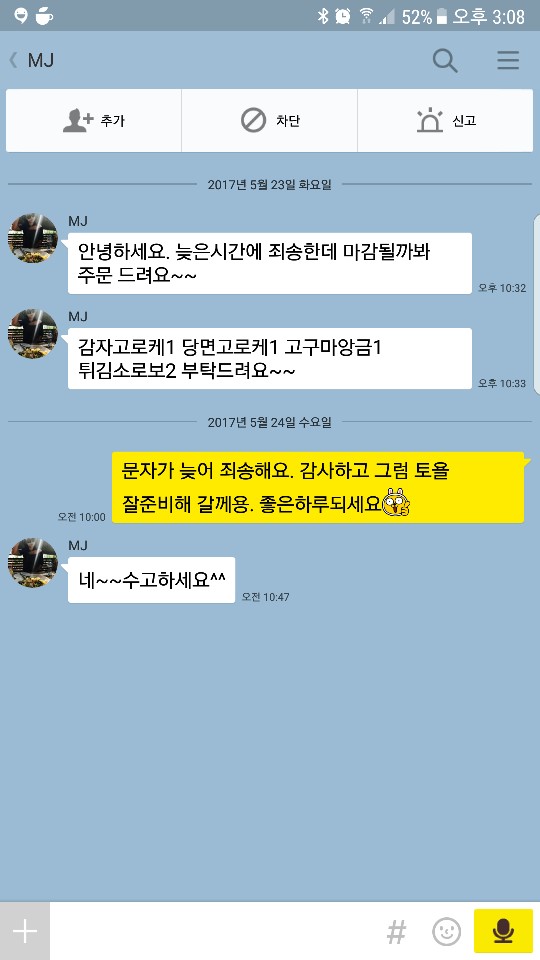 52% 오후 3:08
MJ
추가 차단 신고
2017년 5월 23일 화요일
MJ
안녕하세요. 늦은시간에 죄송한데 마감될까봐
주문 드려요~~
오후 10:32
MJ
감자고로케1 당면고로케1 고구마앙금1
튀김소로보2 부탁드려요~~
오후 10:33
2017년 5월 24일 수요일
문자가 늦어 죄송해요. 감사하고 그럼 토욜
잘준비해 갈께용. 좋은하루되세요
오전 10:00
MJ
네~~수고하세요^^
오전 10:47
#